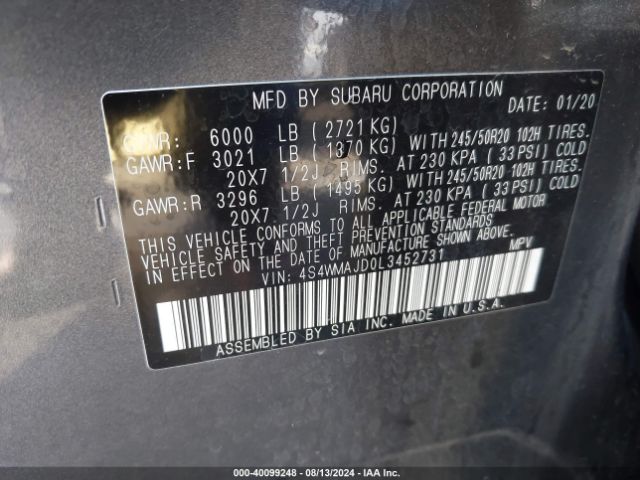 MFD BY SUBARU CORPORATION DATE: 01/20
GVWR: 6000 LB ( 2721 KG)
GAWR:F 3021 LB ( 1370 KG) WITH 245/50R20 102H TIRES.
20X7 1/2J RIMS. AT 230 KPA ( 33 PSI) COLD
GAWR:R 3296 LB ( 1495 KG) WITH 245/50R20 102H TIRES.
20X7 1/2J RIMS. AT 230 KPA ( 33 PSI) COLD
THIS VEHICLE CONFORMS TO ALL APPLICABLE FEDERAL MOTOR
VEHICLE SAFETY AND THEFT PREVENTION STANDARDS
IN EFFECT ON THE DATE OF MANUFACTURE SHOWN ABOVE.
VIN: 4S4WMAJD0L3452731 MPV
ASSEMBLED BY SIA INC. MADE IN U.S.A.
000-40099248 - 08/13/2024 - IAA Inc.